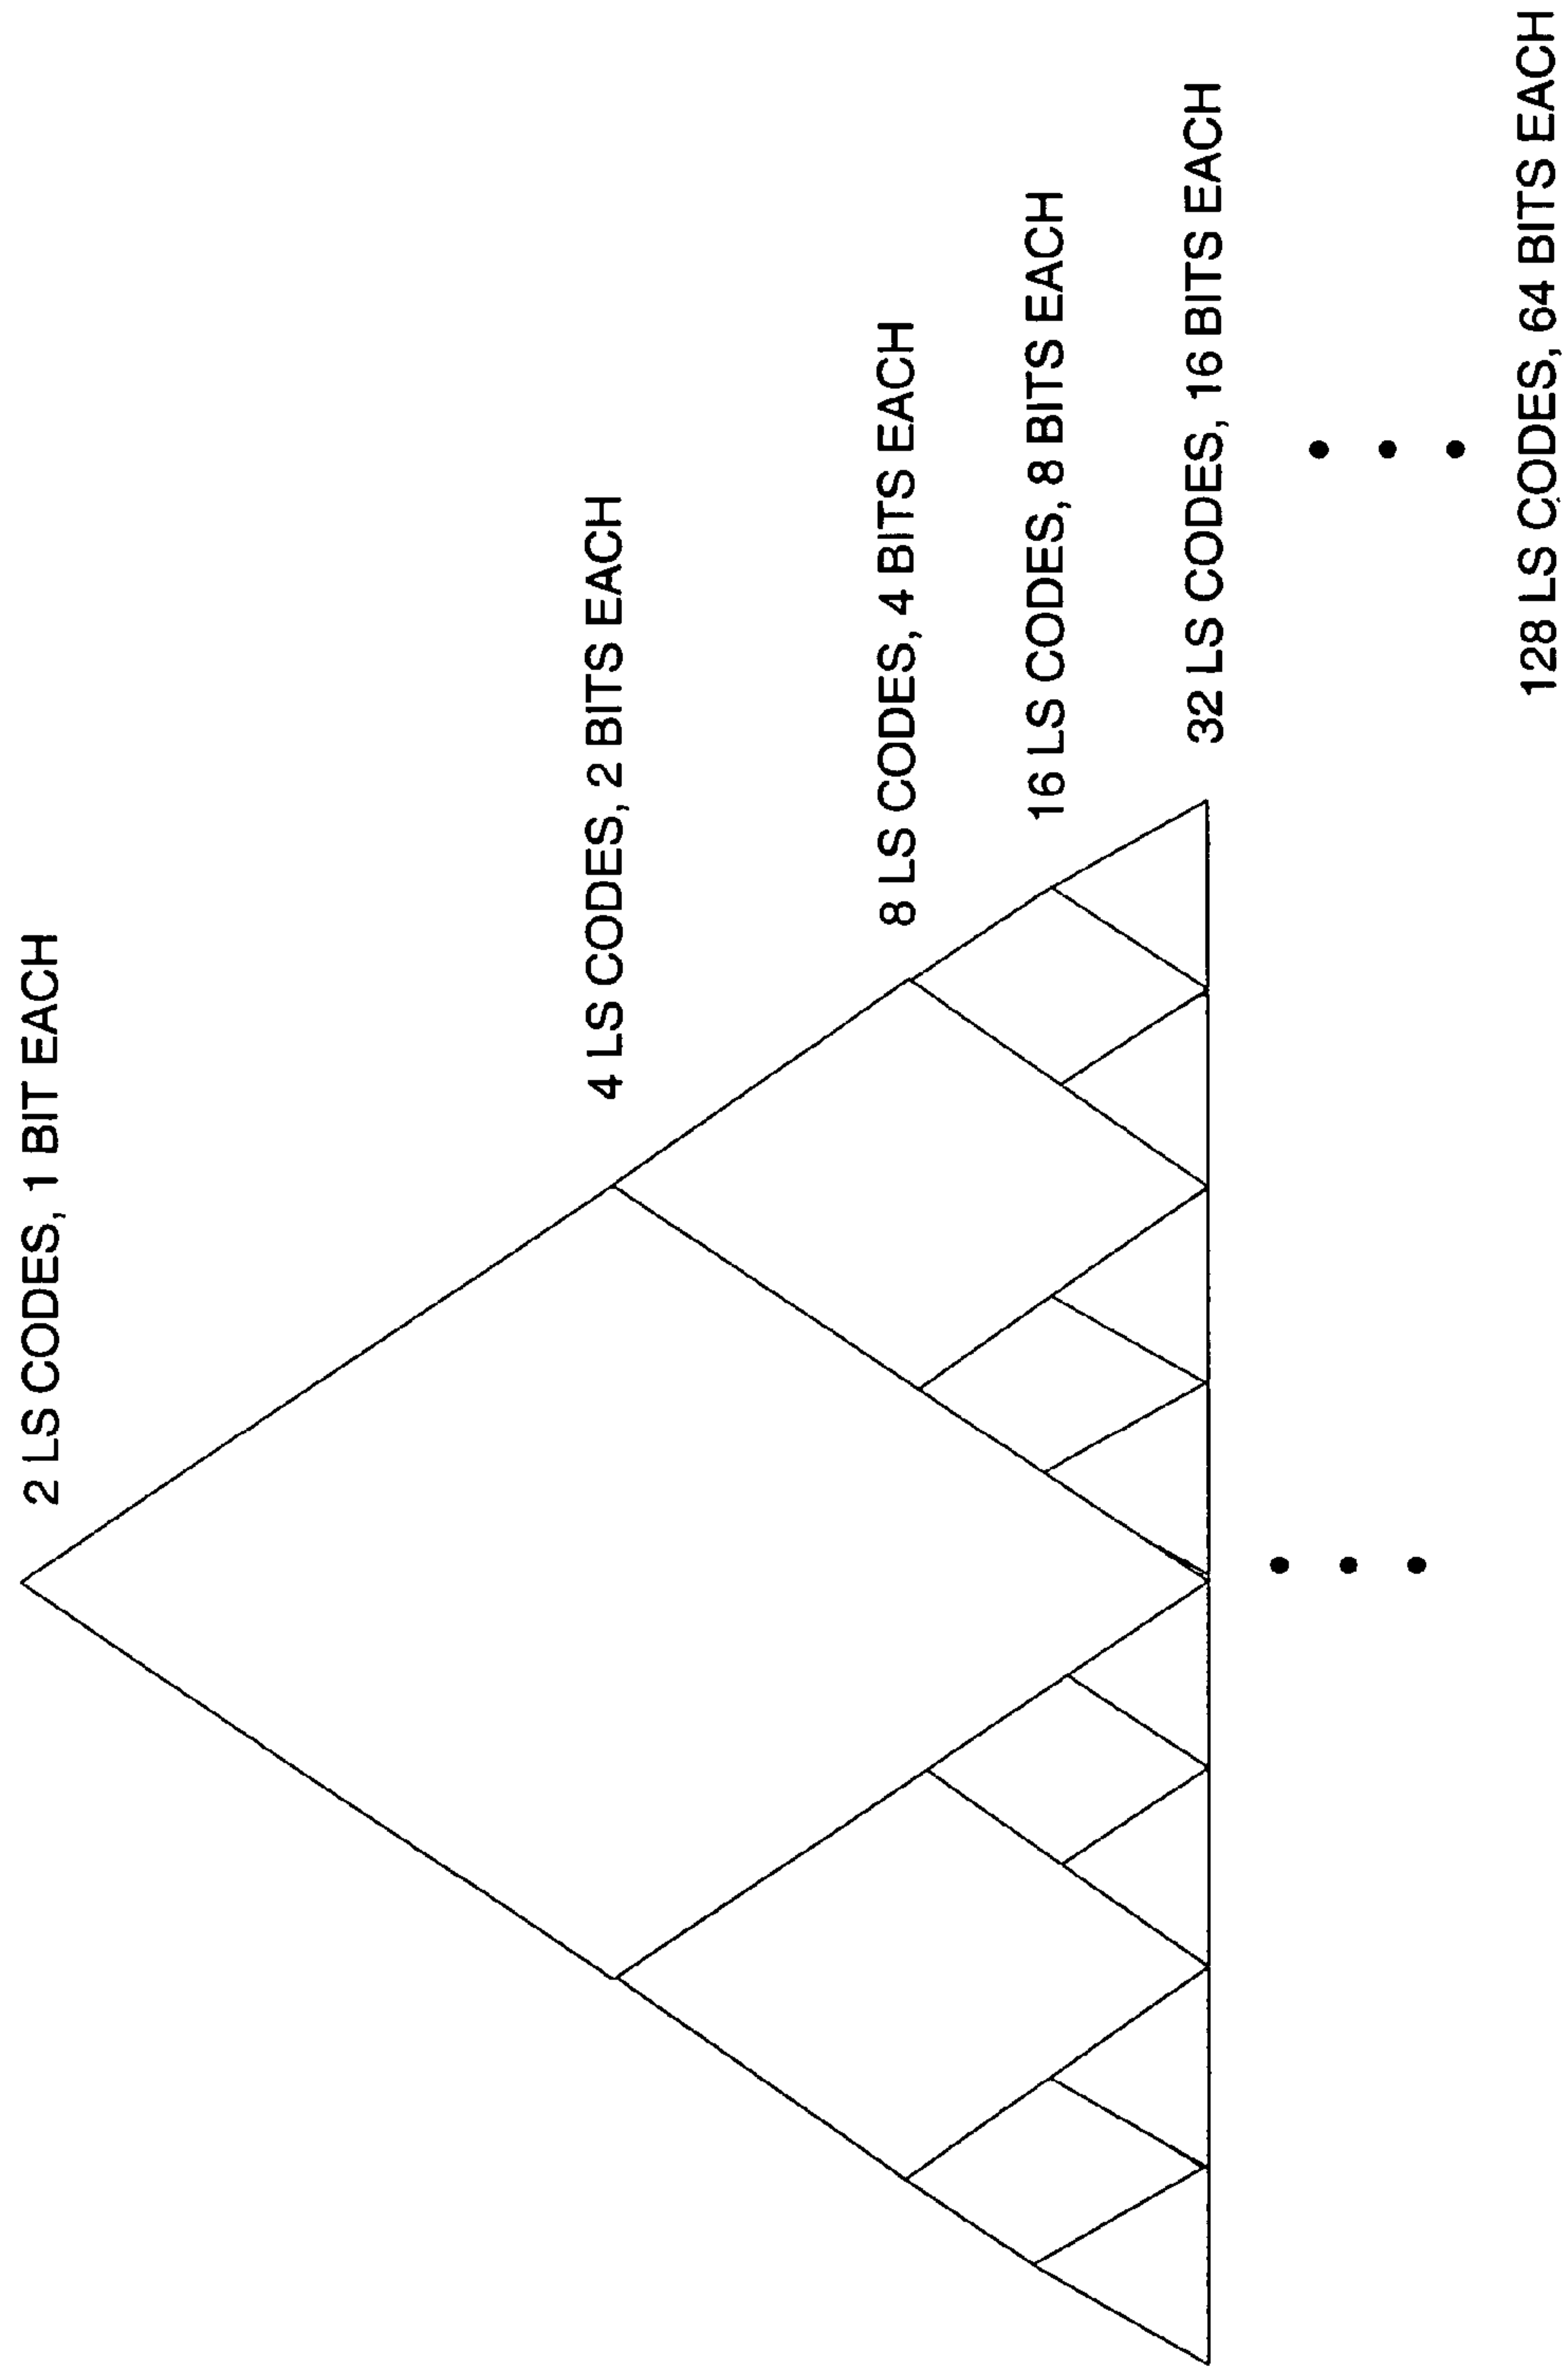 2 LS CODES, 1 BIT EACH
4 LS CODES, 2 BITS EACH
8 LS CODES, 4 BITS EACH
16 LS CODES, 8 BITS EACH
32 LS CODES, 16 BITS EACH
128 LS CODES, 64 BITS EACH